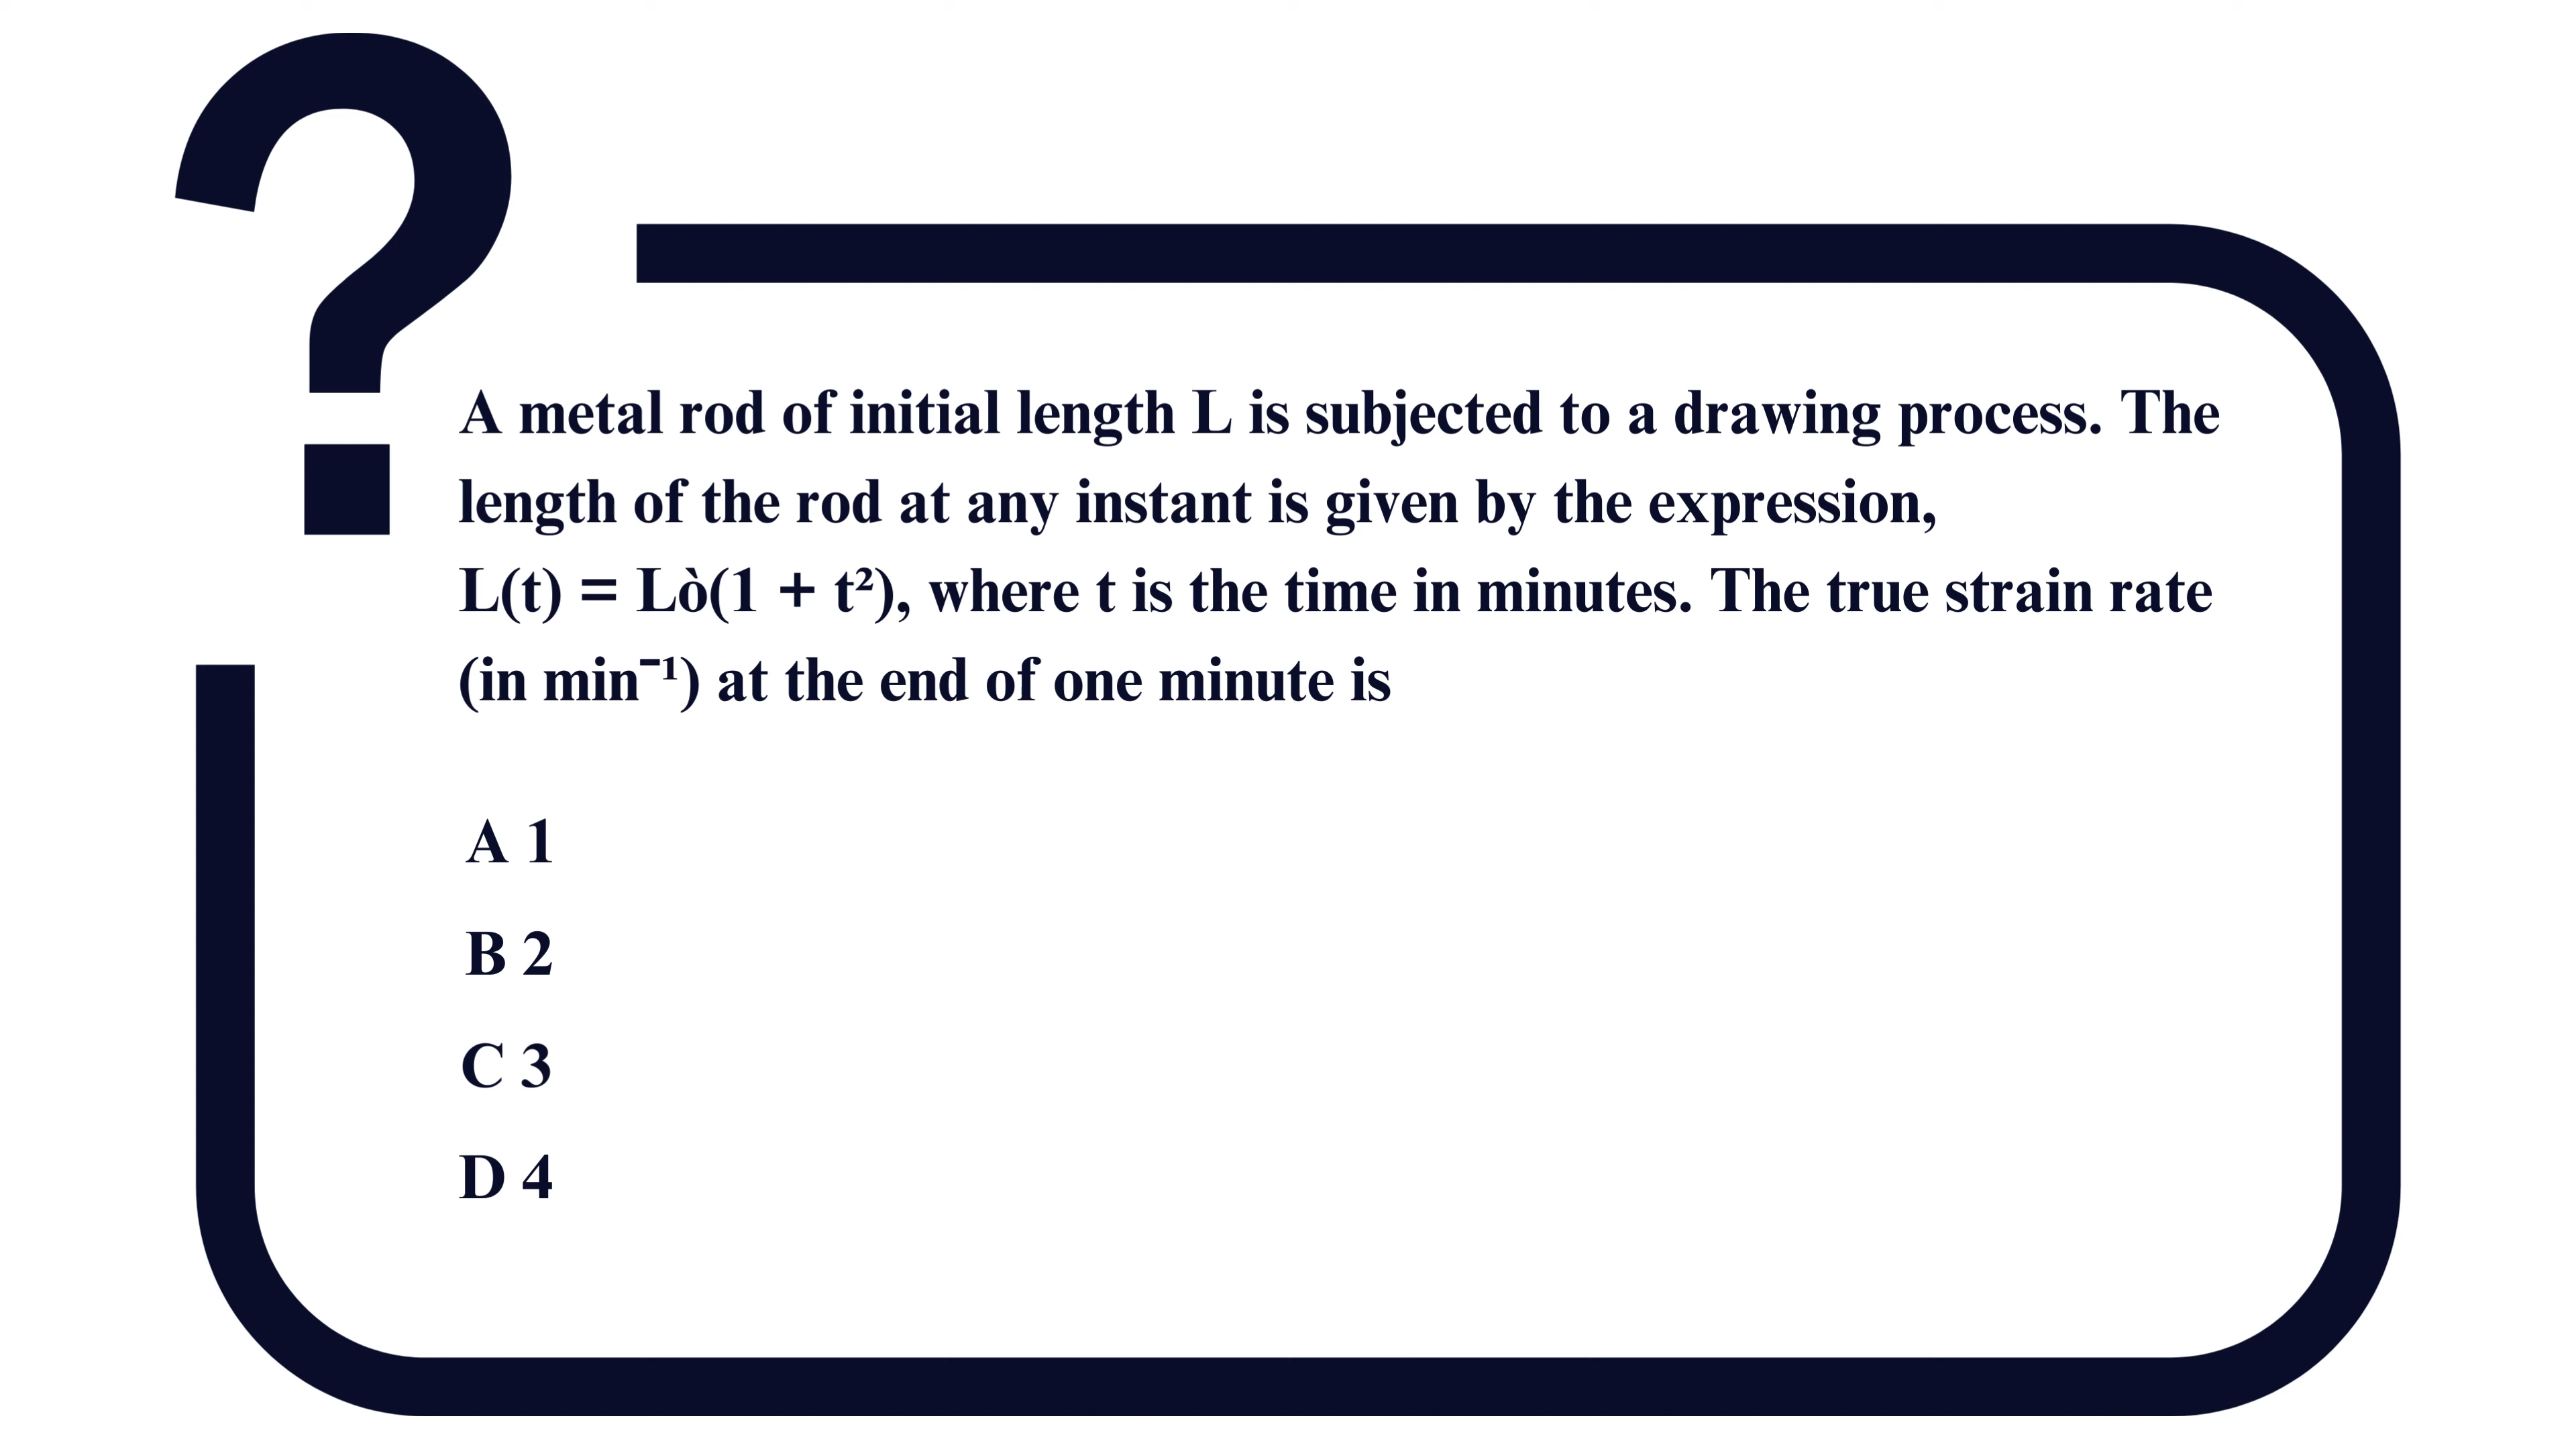 ?
A metal rod of initial length L is subjected to a drawing process. The
length of the rod at any instant is given by the expression,
L(t) = Lò(1 + t²), where t is the time in minutes. The true strain rate
(in min⁻¹) at the end of one minute is
A 1
B 2
C 3
D 4